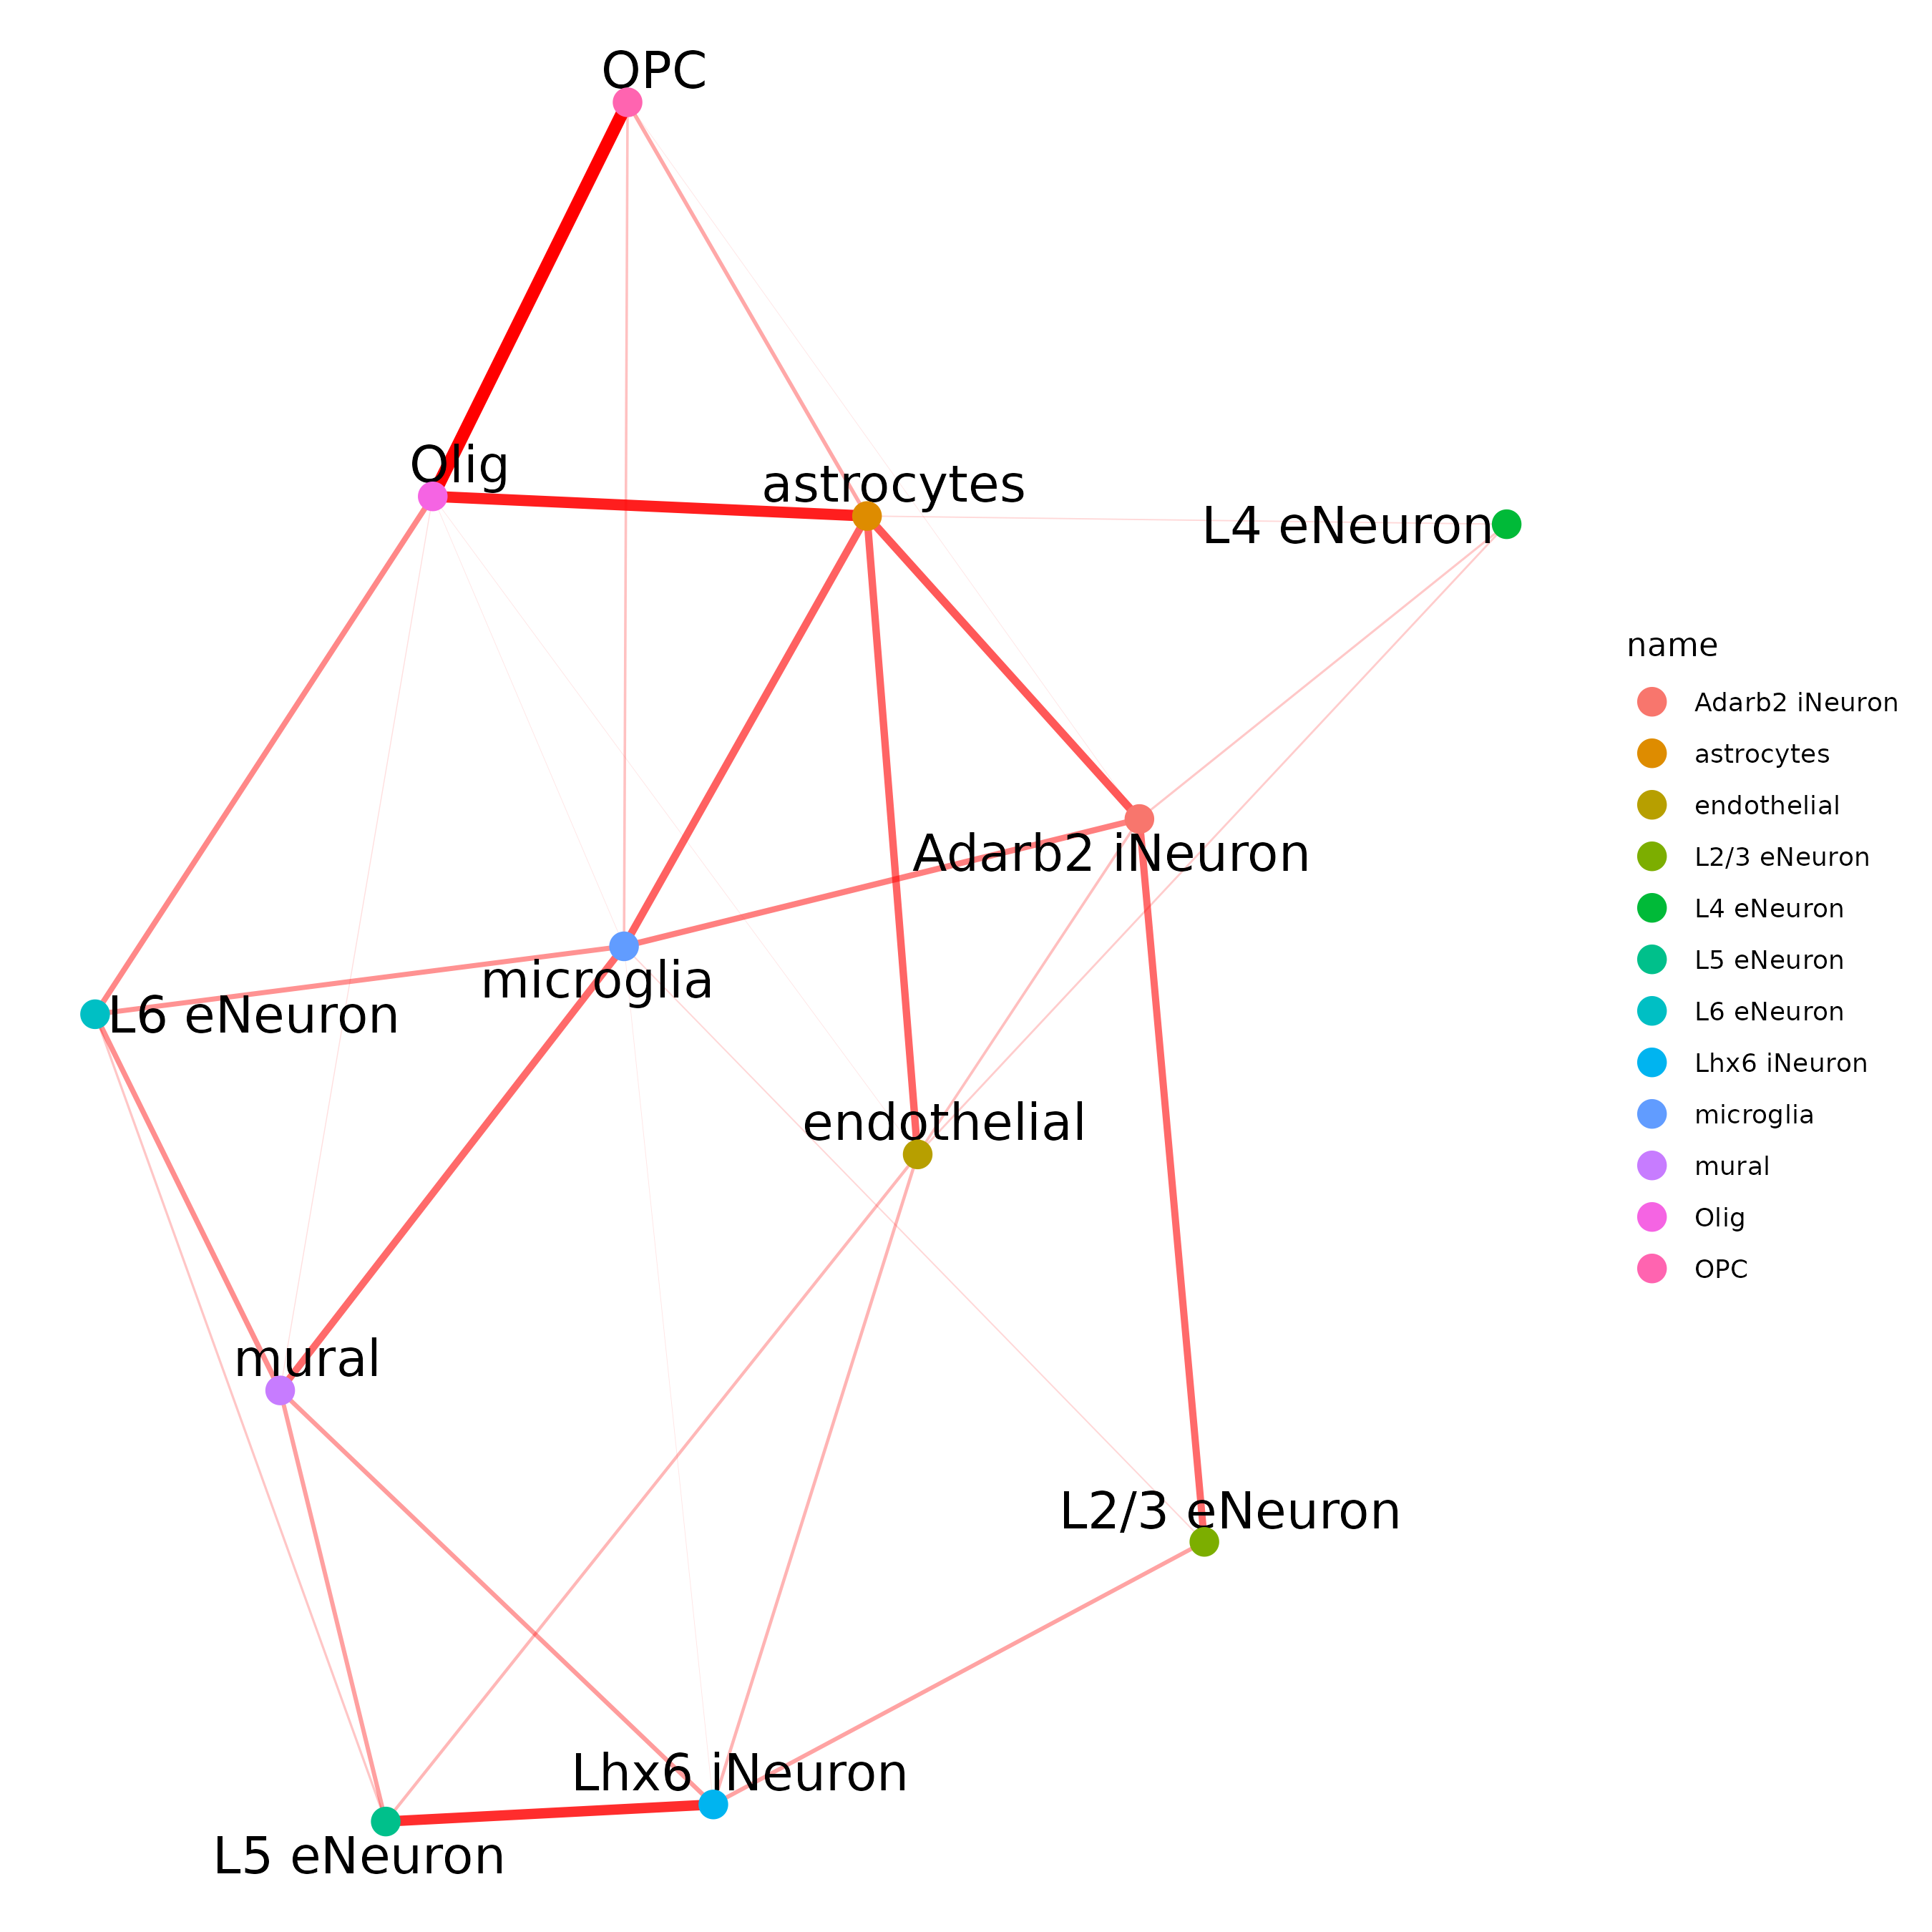 OPC
Olig
astrocytes
L4 eNeuron
Adarb2 iNeuron
microglia
L6 eNeuron
endothelial
mural
L2/3 eNeuron
Lhx6 iNeuron
L5 eNeuron
name
Adarb2 iNeuron
astrocytes
endothelial
L2/3 eNeuron
L4 eNeuron
L5 eNeuron
L6 eNeuron
Lhx6 iNeuron
microglia
mural
Olig
OPC